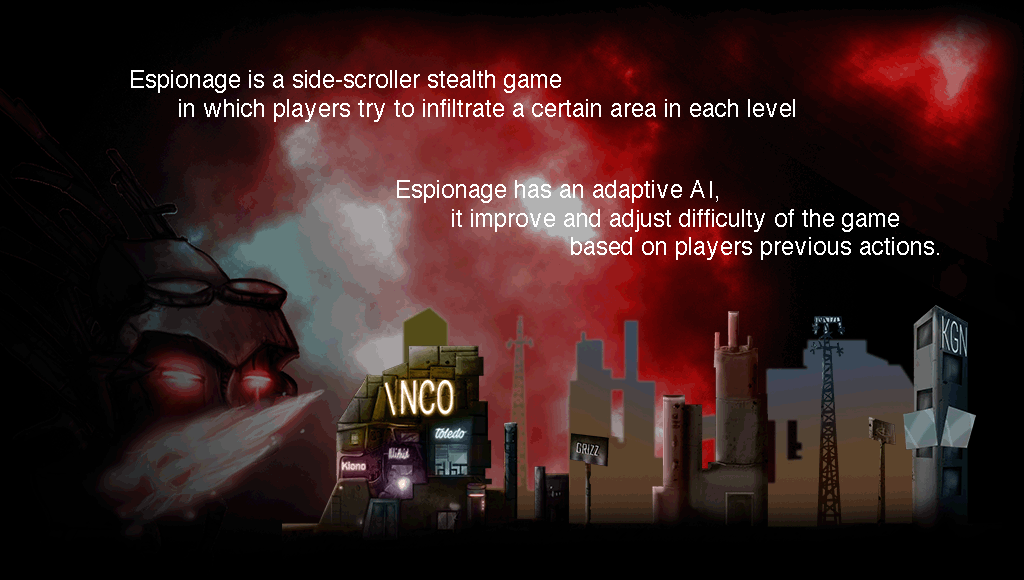 Espionage is a side-scroller stealth game
in which players try to infiltrate a certain area in each level
Espionage has an adaptive AI,
it improve and adjust difficulty of the game
based on players previous actions.
KGN
\NCO
Toledo
Klono
GRIZZ